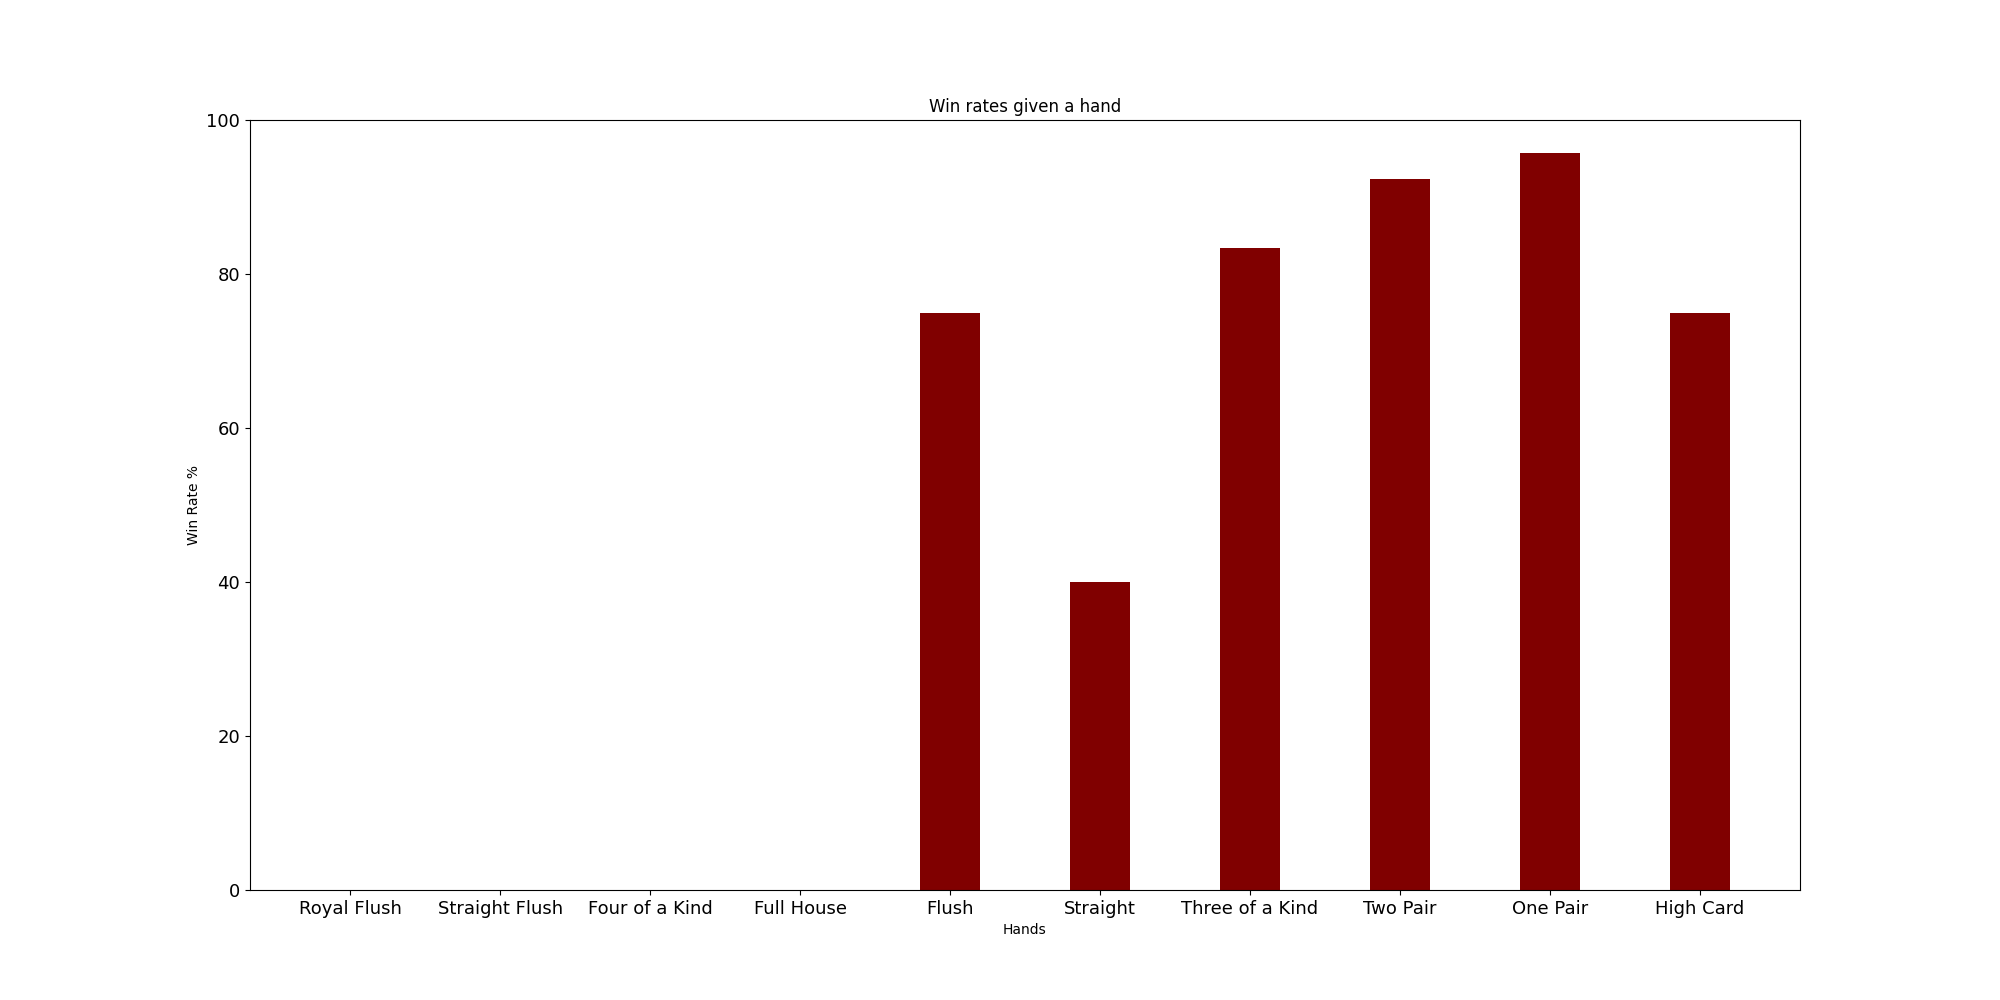 Win rates given a hand
100
80
60
40
20
0
Win Rate %
Royal Flush Straight Flush Four of a Kind Full House Flush Straight Three of a Kind Two Pair One Pair High Card
Hands